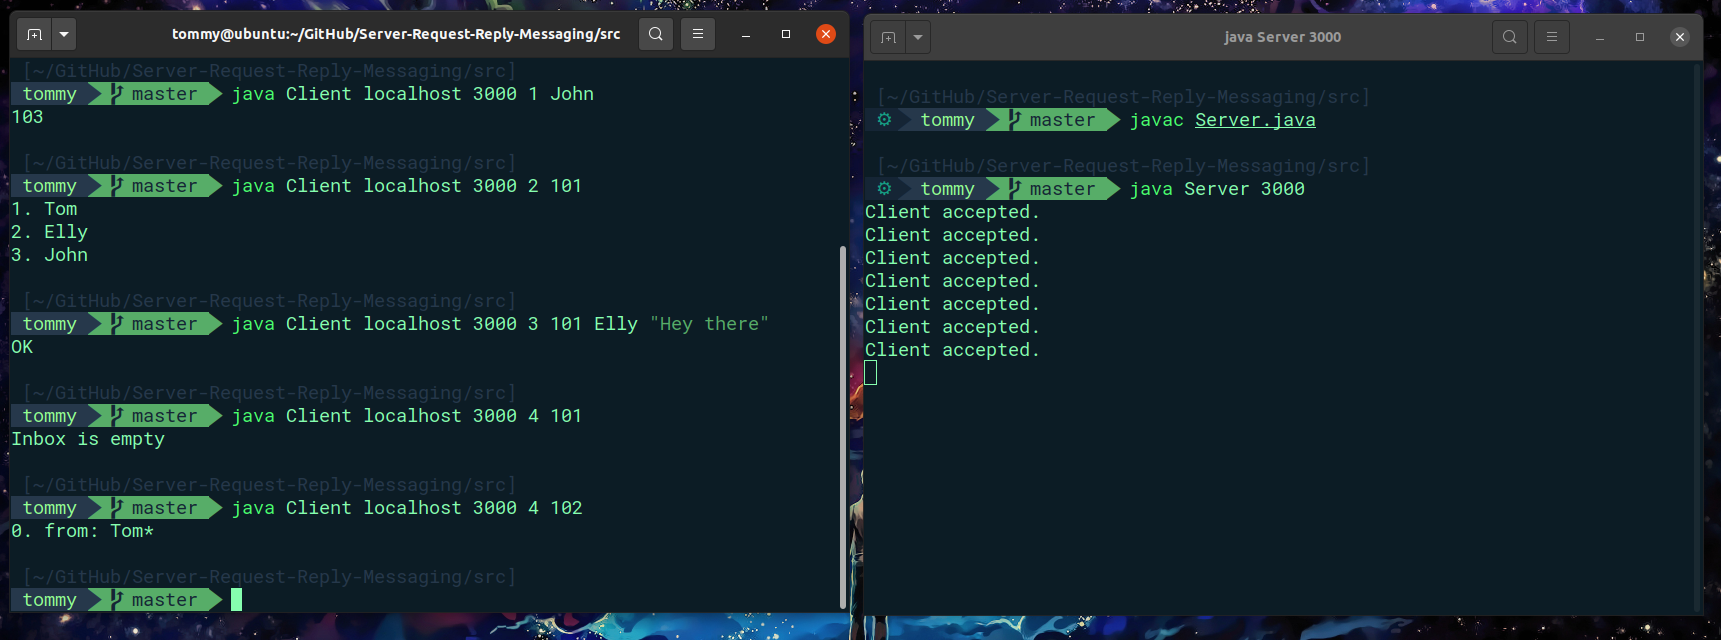 tommy@ubuntu:~/GitHub/Server-Request-Reply-Messaging/src
[~/GitHub/Server-Request-Reply-Messaging/src]
tommy master java Client localhost 3000 1 John
103
[~/GitHub/Server-Request-Reply-Messaging/src]
tommy master java Client localhost 3000 2 101
1. Tom
2. Elly
3. John
[~/GitHub/Server-Request-Reply-Messaging/src]
tommy master java Client localhost 3000 3 101 Elly "Hey there"
OK
[~/GitHub/Server-Request-Reply-Messaging/src]
tommy master java Client localhost 3000 4 101
Inbox is empty
[~/GitHub/Server-Request-Reply-Messaging/src]
tommy master java Client localhost 3000 4 102
0. from: Tom*
[~/GitHub/Server-Request-Reply-Messaging/src]
tommy master
java Server 3000
[~/GitHub/Server-Request-Reply-Messaging/src]
tommy master javac Server.java
[~/GitHub/Server-Request-Reply-Messaging/src]
tommy master java Server 3000
Client accepted.
Client accepted.
Client accepted.
Client accepted.
Client accepted.
Client accepted.
Client accepted.